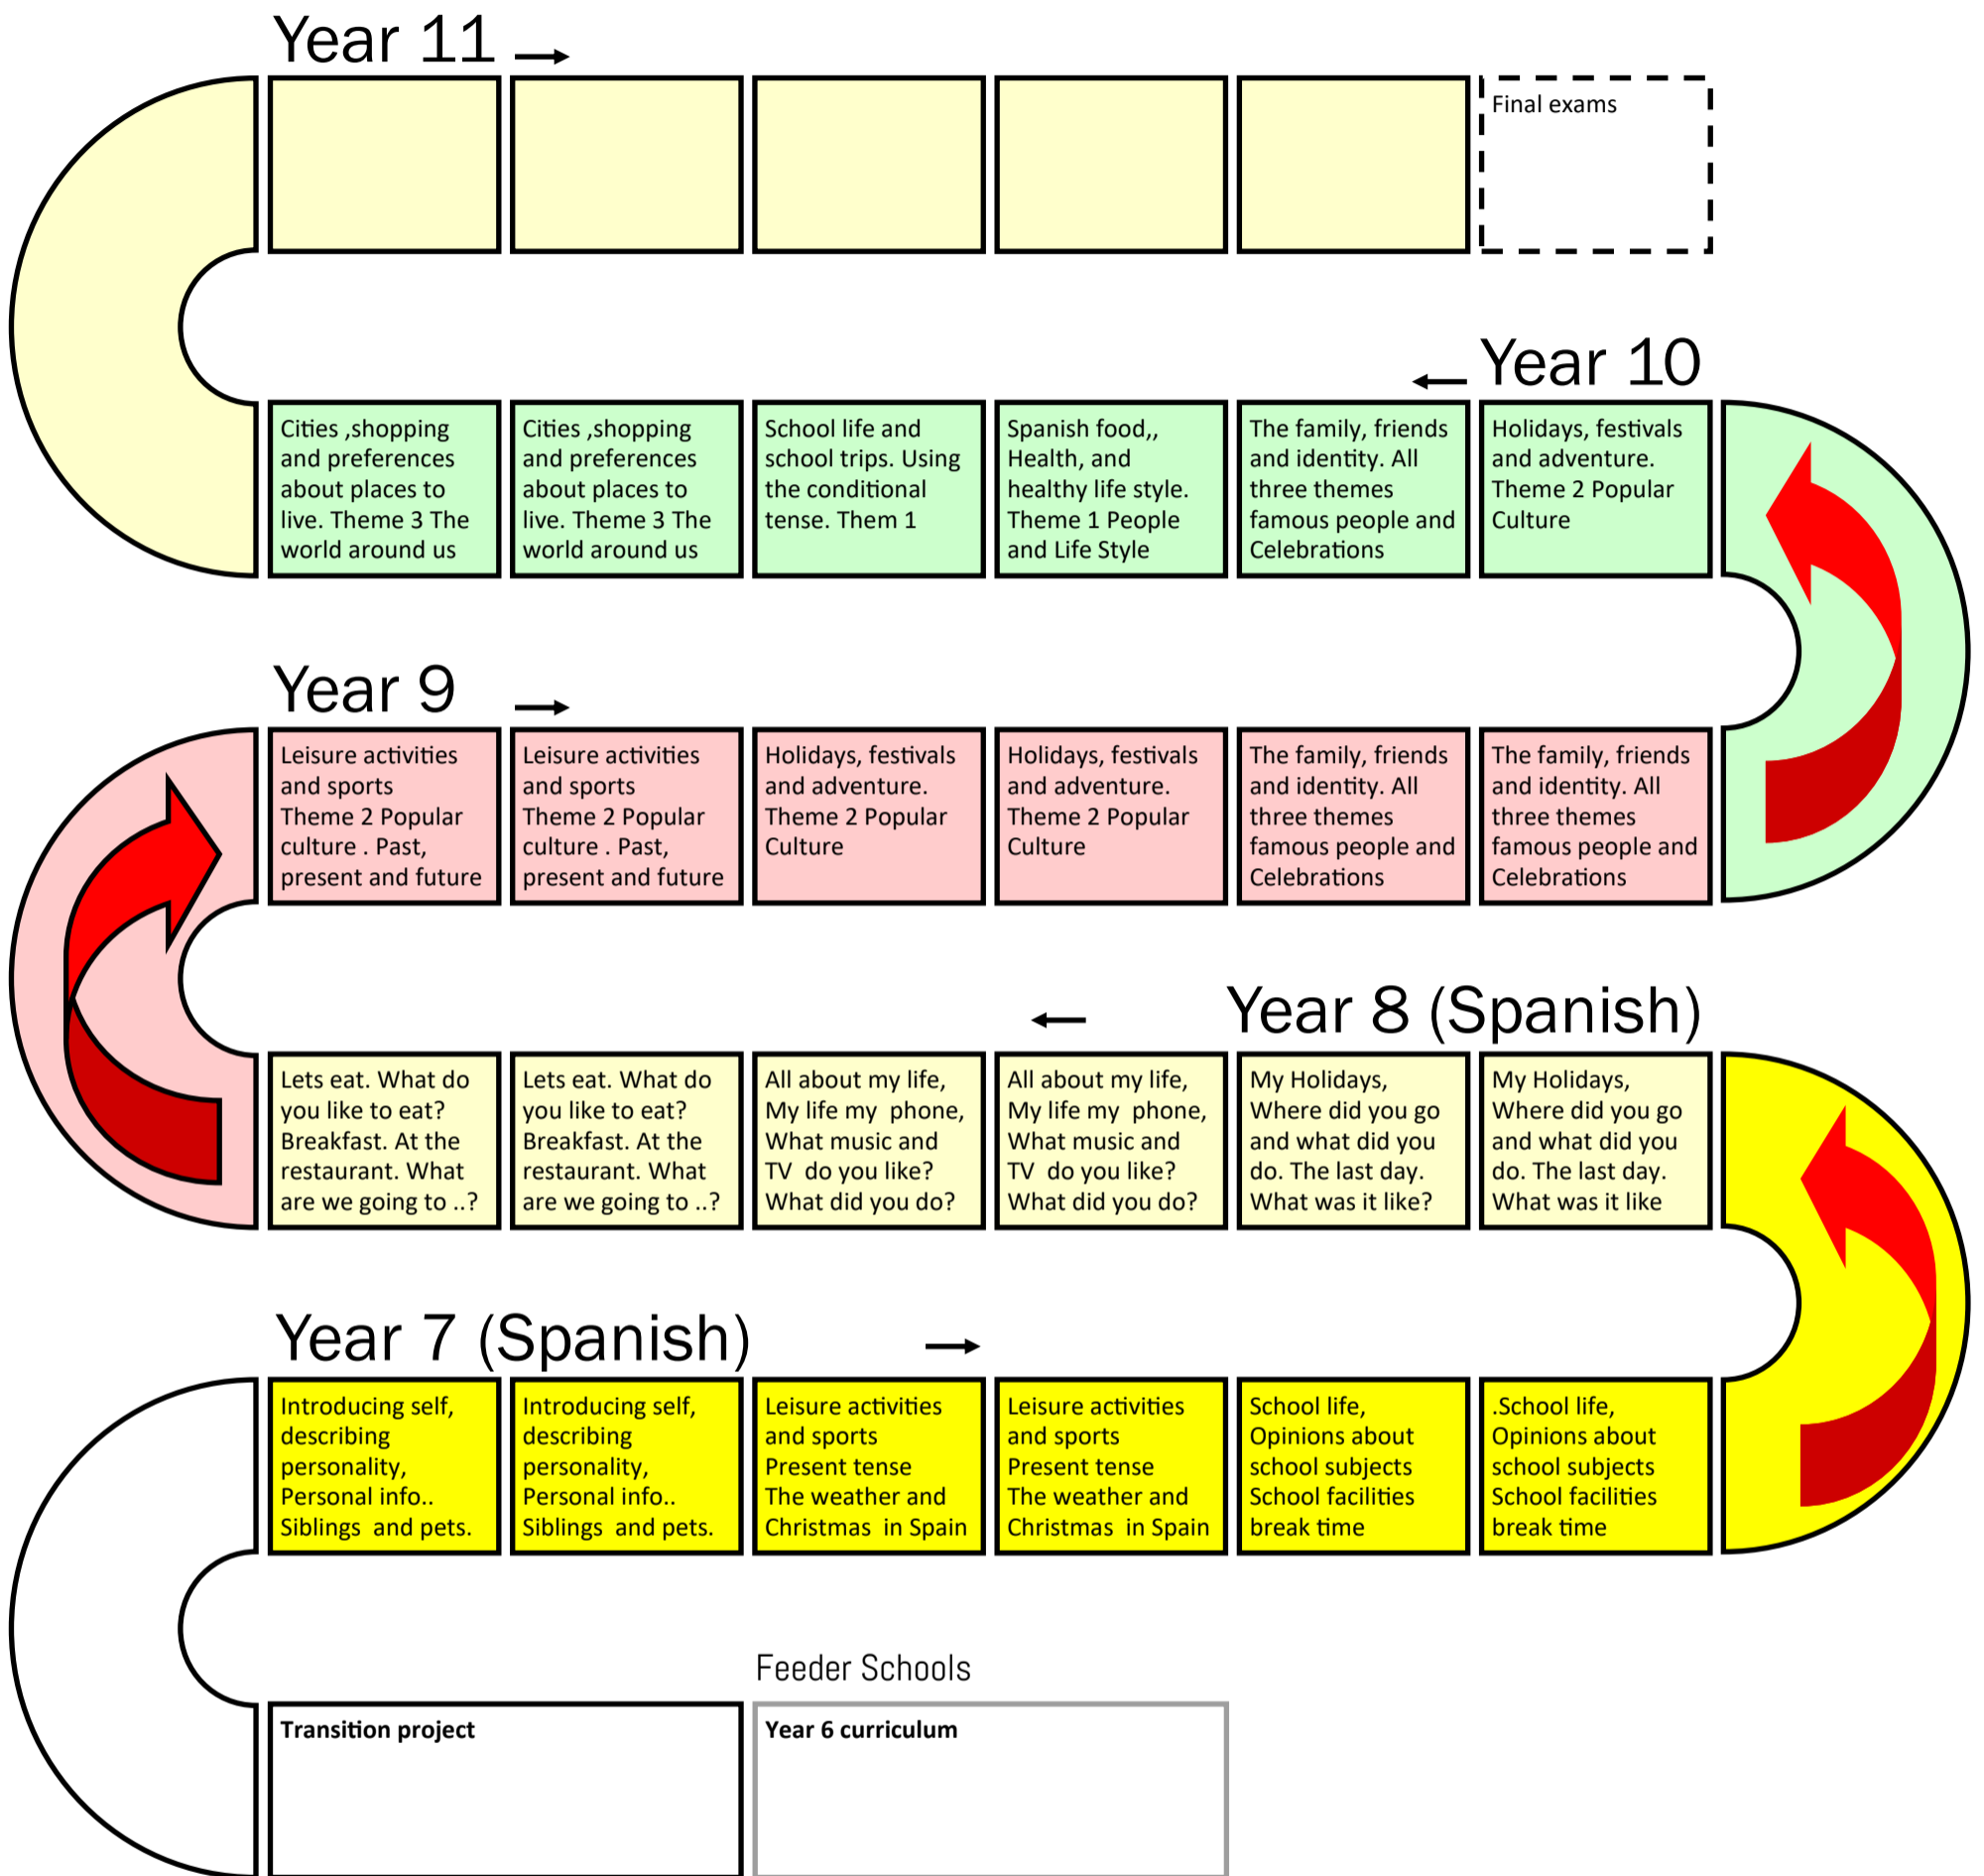 Year 11
Final exams
Year 10
Cities ,shopping
and preferences
about places to
live. Theme 3 The
world around us
Cities ,shopping
and preferences
about places to
live. Theme 3 The
world around us
School life and
school trips. Using
the conditional
tense. Them 1
Spanish food,,
Health, and
healthy life style.
Theme 1 People
and Life Style
The family, friends
and identity. All
three themes
famous people and
Celebrations
Holidays, festivals
and adventure.
Theme 2 Popular
Culture
Year 9
Leisure activities
and sports
Theme 2 Popular
culture . Past,
present and future
Leisure activities
and sports
Theme 2 Popular
culture . Past,
present and future
Holidays, festivals
and adventure.
Theme 2 Popular
Culture
Holidays, festivals
and adventure.
Theme 2 Popular
Culture
The family, friends
and identity. All
three themes
famous people and
Celebrations
The family, friends
and identity. All
three themes
famous people and
Celebrations
Year 8 (Spanish)
Lets eat. What do
you like to eat?
Breakfast. At the
restaurant. What
are we going to ..?
Lets eat. What do
you like to eat?
Breakfast. At the
restaurant. What
are we going to ..?
All about my life,
My life my  phone,
What music and
TV  do you like?
What did you do?
All about my life,
My life my  phone,
What music and
TV  do you like?
What did you do?
My Holidays,
Where did you go
and what did you
do. The last day.
What was it like?
My Holidays,
Where did you go
and what did you
do. The last day.
What was it like
Year 7 (Spanish)
Introducing self,
describing
personality,
Personal info..
Siblings  and pets.
Introducing self,
describing
personality,
Personal info..
Siblings  and pets.
Leisure activities
and sports
Present tense
The weather and
Christmas  in Spain
Leisure activities
and sports
Present tense
The weather and
Christmas  in Spain
School life,
Opinions about
school subjects
School facilities
break time
.School life,
Opinions about
school subjects
School facilities
break time
Feeder Schools
Transition project
Year 6 curriculum